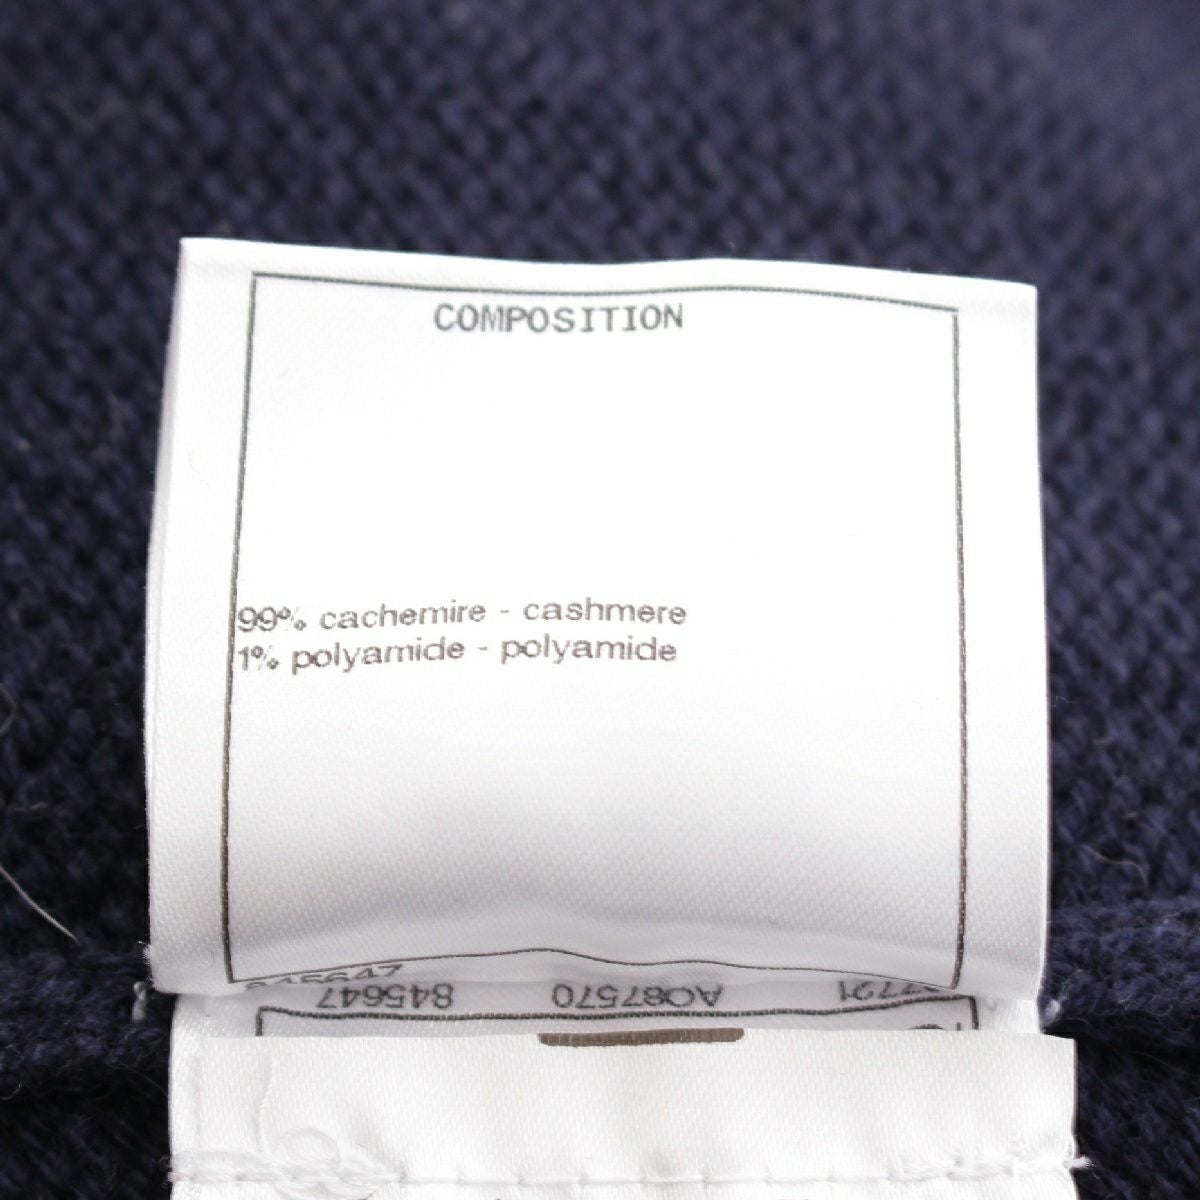 COMPOSITION
99% cachemire - cashmere
1% polyamide - polyamide
845647
845647 AO87570